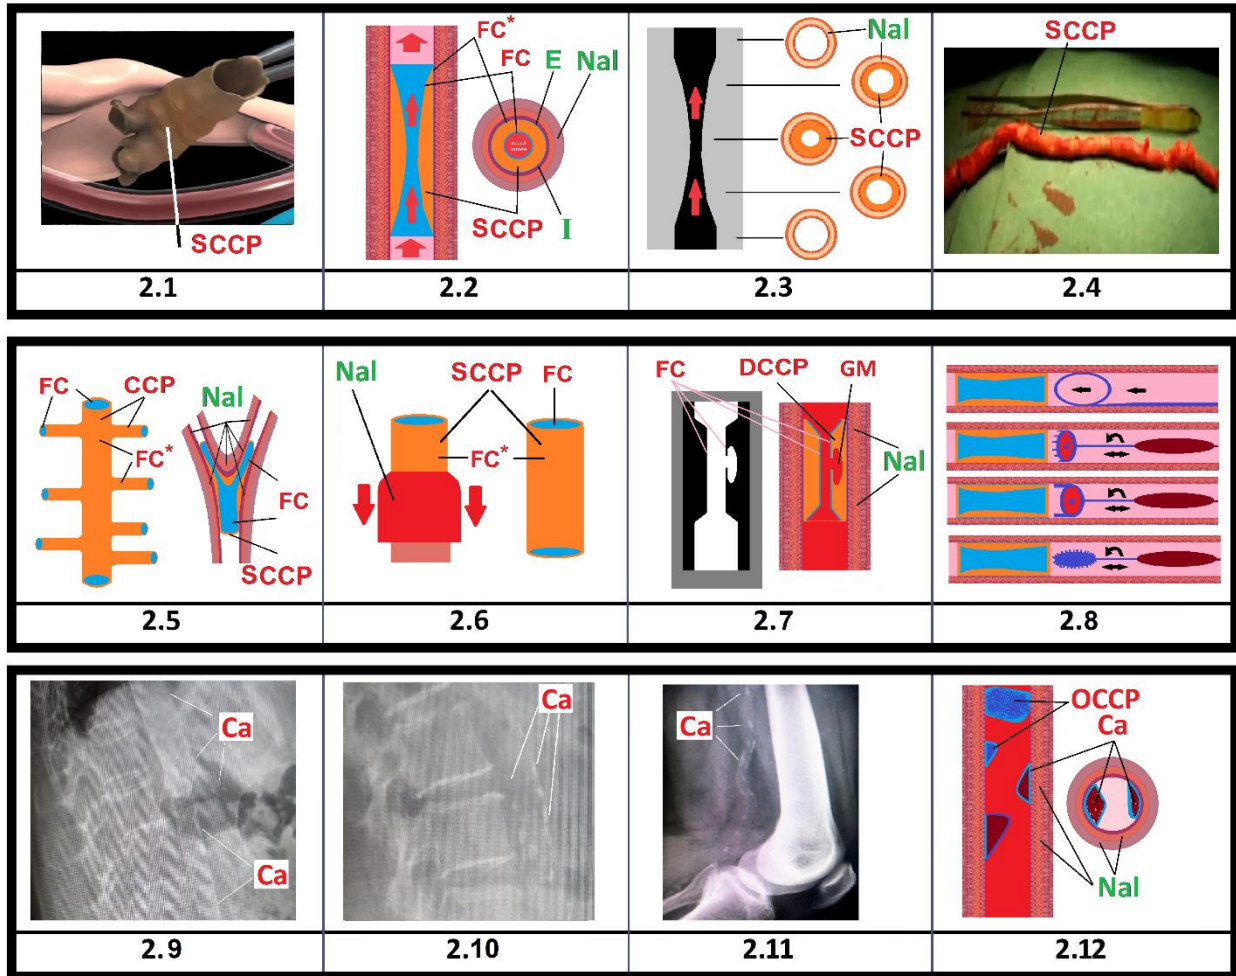 SCCP
2.1
FC*
FC E Nal
SCCP I
2.2
Nal
SCCP
2.3
SCCP
2.4
FC CCP
Nal
FC*
FC
SCCP
2.5
Nal SCCP FC
FC*
2.6
FC DCCP GM
Nal
2.7
2.8
Ca
Ca
2.9
Ca
2.10
Ca
2.11
OCCP
Ca
Nal
2.12